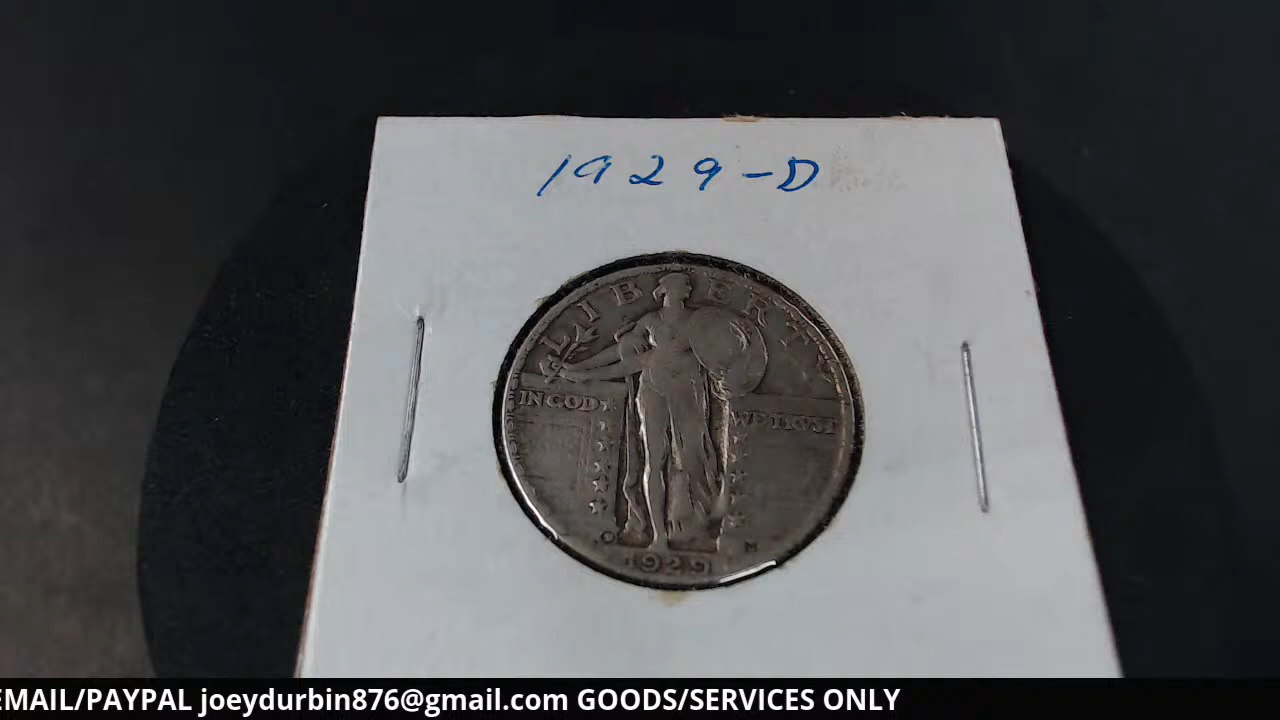 1929-D
LIBERTY
IN GOD WE TRUST
M
1929
EMAIL/PAYPAL joeydurbin876@gmail.com GOODS/SERVICES ONLY